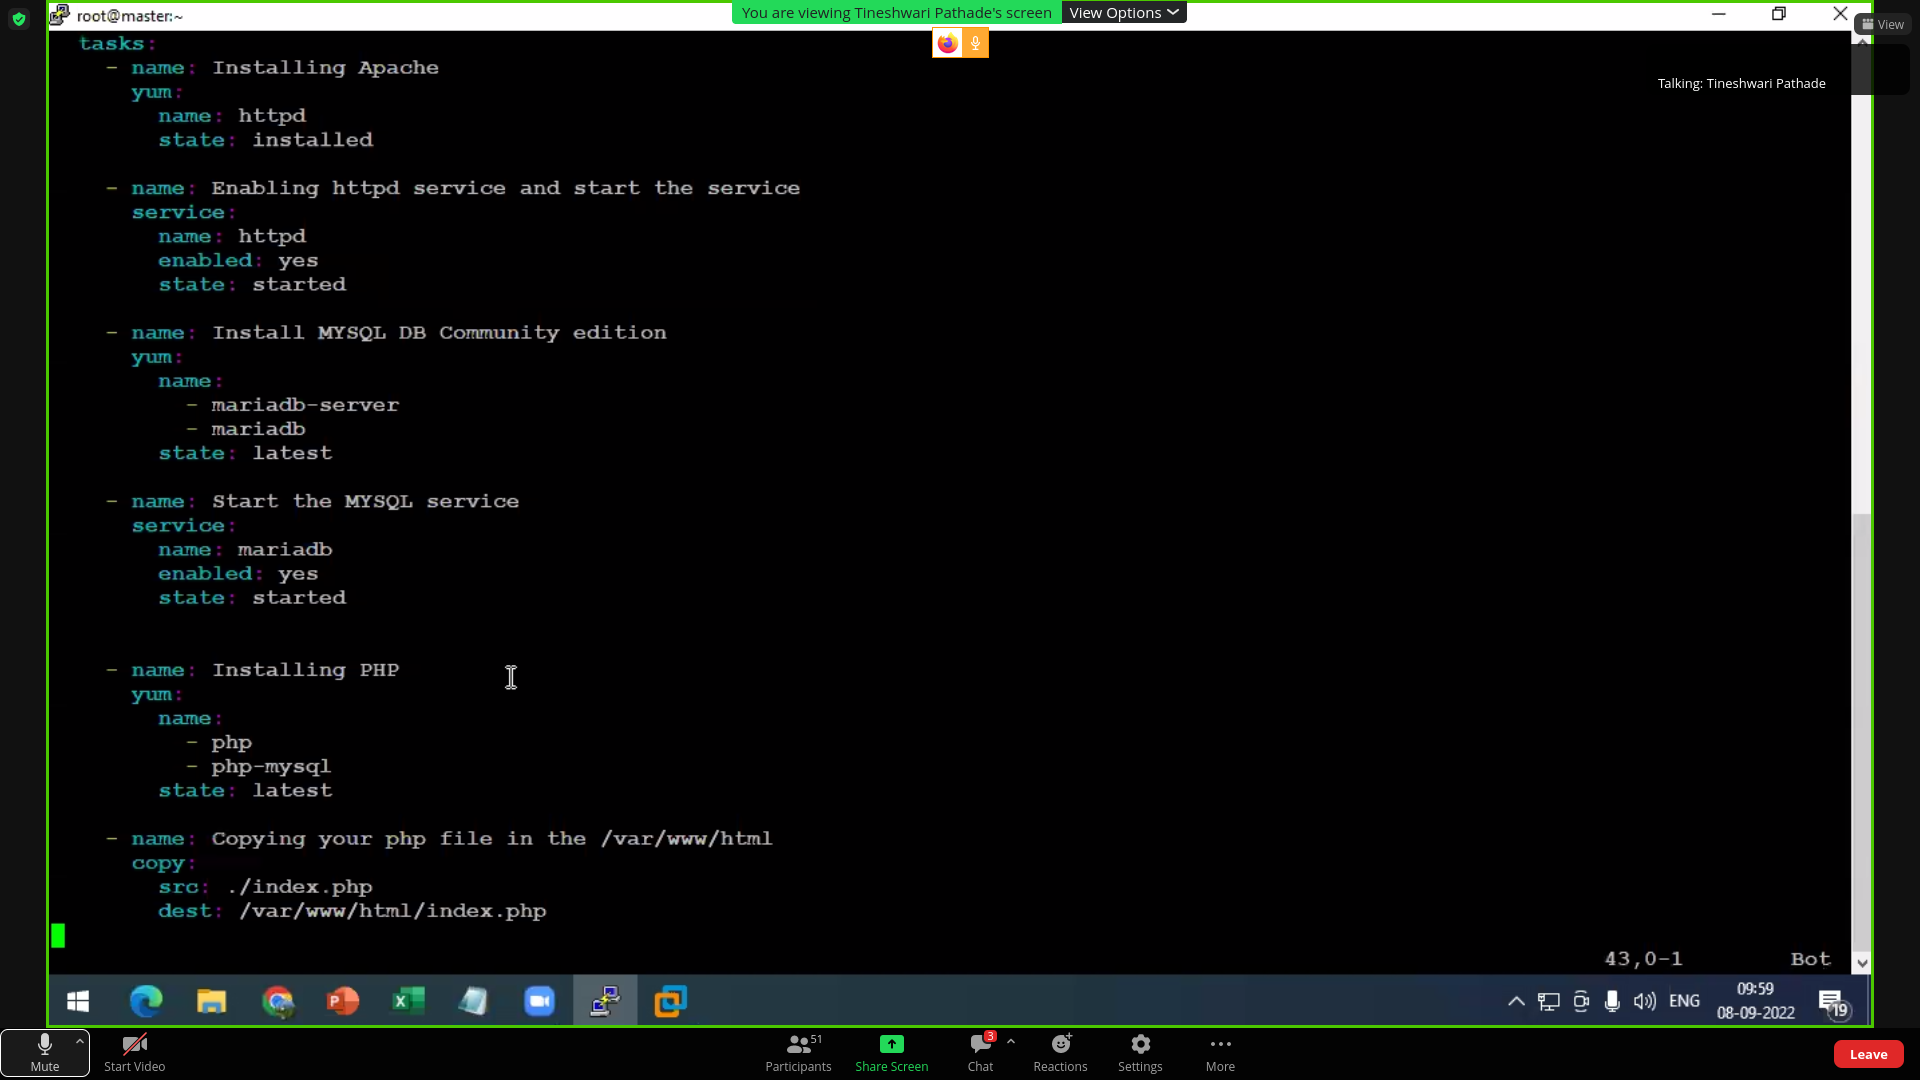 root@master:~
You are viewing Tineshwari Pathade's screen View Options
View
Talking: Tineshwari Pathade
tasks:
- name: Installing Apache
yum:
name: httpd
state: installed
- name: Enabling httpd service and start the service
service:
name: httpd
enabled: yes
state: started
- name: Install MYSQL DB Community edition
yum:
name:
- mariadb-server
- mariadb
state: latest
- name: Start the MYSQL service
service:
name: mariadb
enabled: yes
state: started
- name: Installing PHP
yum:
name:
- php
- php-mysql
state: latest
- name: Copying your php file in the /var/www/html
copy:
src: ./index.php
dest: /var/www/html/index.php
43,0-1 Bot
ENG
09:59
08-09-2022
19
Mute
Start Video
Participants 51
Share Screen
Chat 3
Reactions
Settings
More
Leave